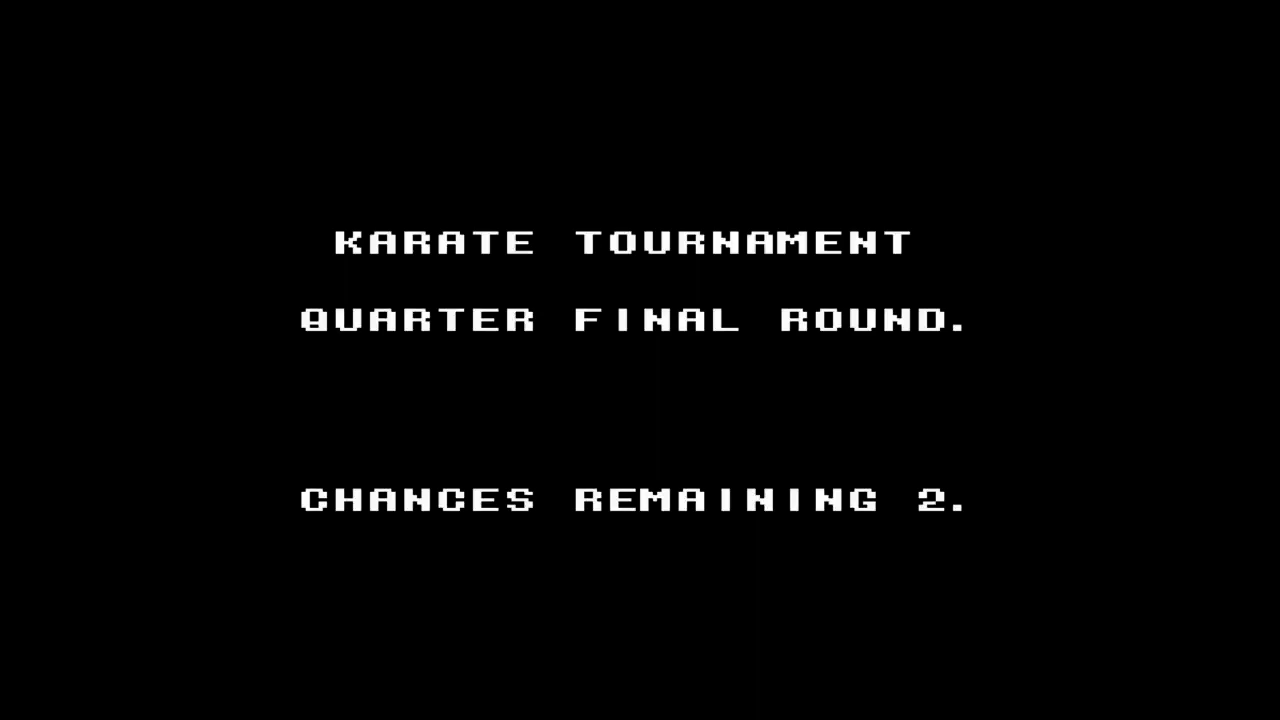 KARATE TOURNAMENT
QUARTER FINAL ROUND.
CHANCES REMAINING 2.